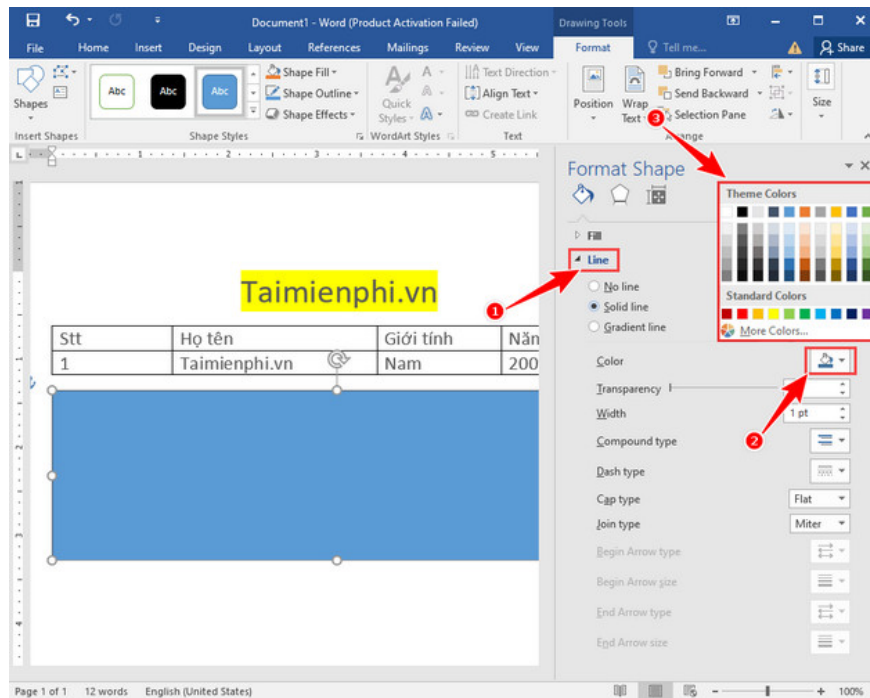 Document1 - Word (Product Activation Failed)
Drawing Tools
File Home Insert Design Layout References Mailings Review View Format Tell me... Share
Shapes
Abc Abc Abc
Shape Fill
Shape Outline
Shape Effects
Quick Styles
A A A
Text Direction
Align Text
Create Link
Position
Wrap Text
Bring Forward
Send Backward
Selection Pane
Size
Insert Shapes Shape Styles WordArt Styles Text
3
L 1 2 3 4 5
Format Shape
Theme Colors
Fill
Line
No line
Solid line
Gradient line
Standard Colors
More Colors...
1
Taimienphi.vn
Stt Họ tên Giới tính Năm
1 Taimienphi.vn Nam 200
Color
Transparency
Width 1 pt
2
Compound type
Dash type
Cap type Flat
Join type Miter
Begin Arrow type
Begin Arrow size
End Arrow type
End Arrow size
Page 1 of 1 12 words English (United States) 100%